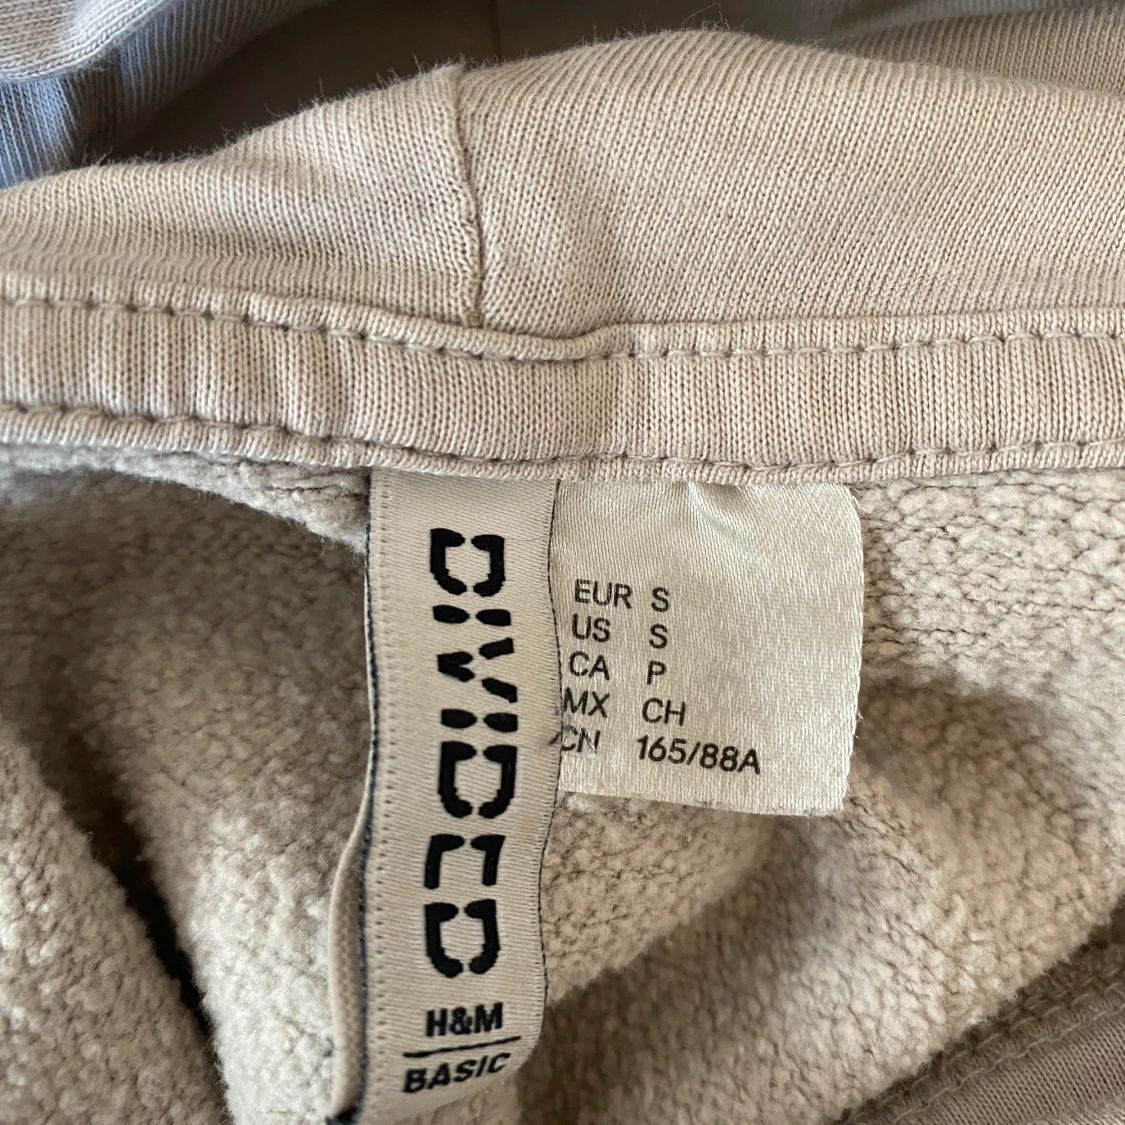 DIVIDED
H&M
BASIC
EUR S
US S
CA P
MX CH
CN 165/88A